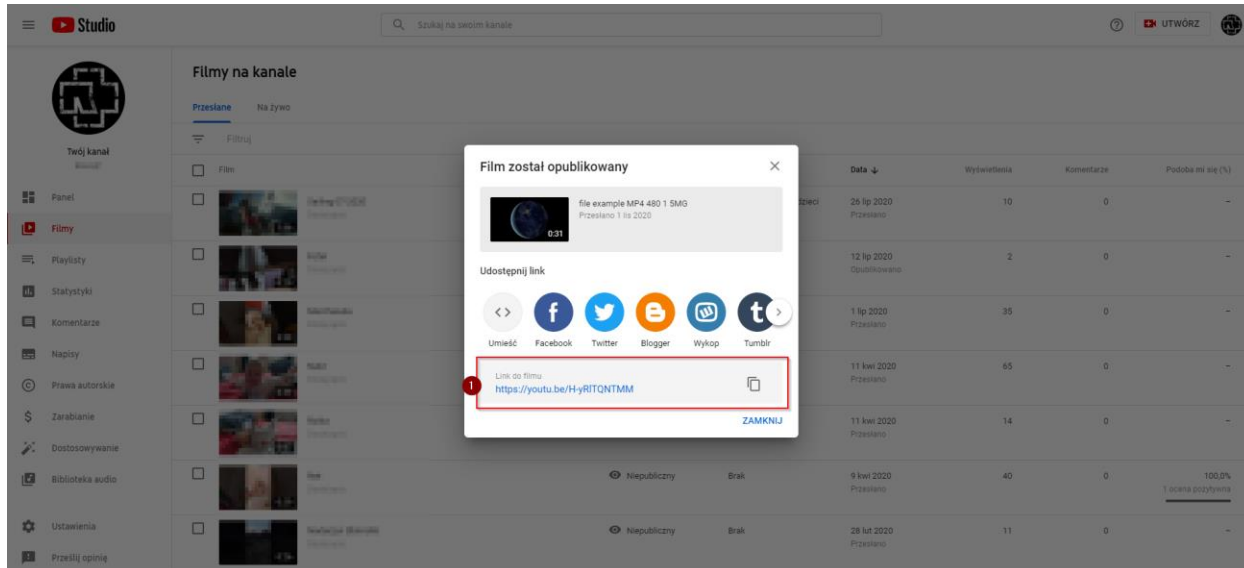 Studio
Szukaj na swoim kanale
UTWÓRZ
Filmy na kanale
Przesłane Na żywo
Filtruj
Twój kanał
Panel
Filmy
Playlisty
Statystyki
Komentarze
Napisy
Prawa autorskie
Zarabianie
Dostosowywanie
Biblioteka audio
Ustawienia
Prześlij opinię
Film Data Wyświetlenia Komentarze Podoba mi się (%)
dzieci 26 lip 2020 10 0 –
Przesłano
12 lip 2020 2 0 –
Opublikowano
1 lip 2020 35 0 –
Przesłano
11 kwi 2020 65 0 –
Przesłano
11 kwi 2020 14 0 –
Przesłano
Niepubliczny Brak 9 kwi 2020 40 0 100,0%
Przesłano 1 ocena pozytywna
Niepubliczny Brak 28 lut 2020 11 0 –
Przesłano
Film został opublikowany
file example MP4 480 1 5MG
Przesłano 1 lis 2020
0:31
Udostępnij link
Umieść Facebook Twitter Blogger Wykop Tumblr
1
Link do filmu
https://youtu.be/H-yRlTQNTMM
ZAMKNIJ